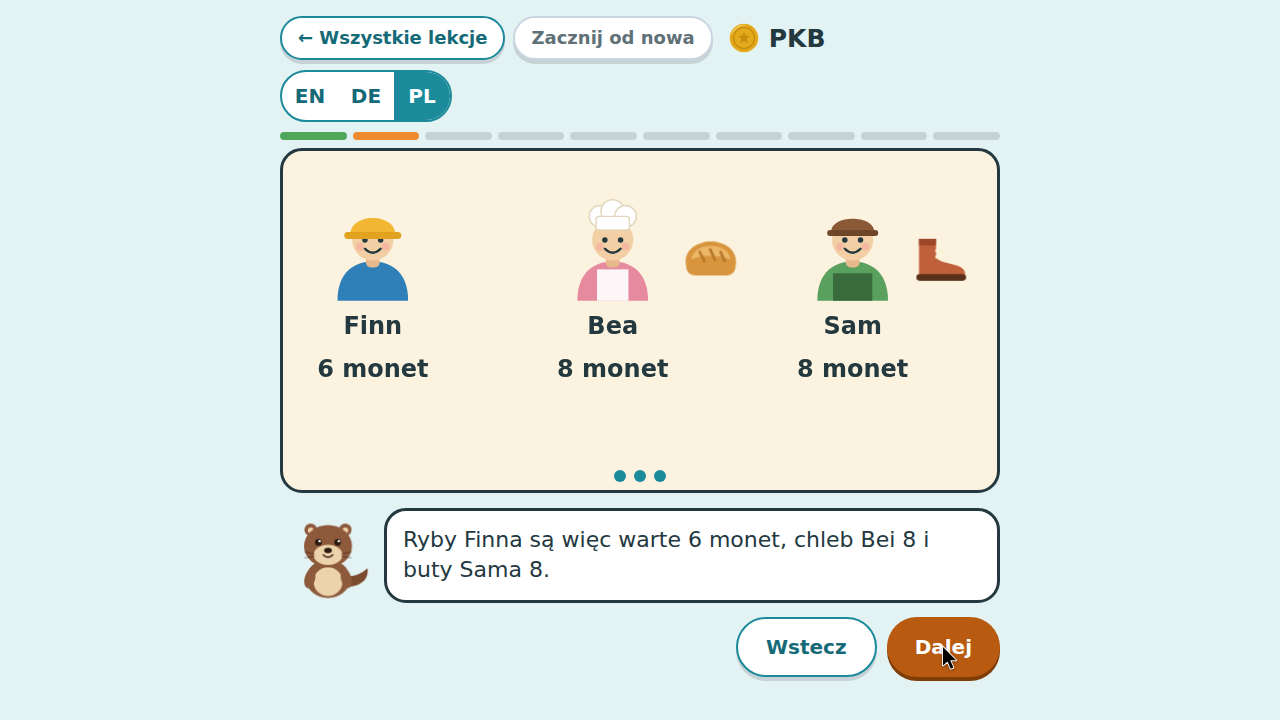 ← Wszystkie lekcje
Zacznij od nowa
PKB
EN DE PL
Finn
Bea
Sam
6 monet
8 monet
8 monet
Ryby Finna są więc warte 6 monet, chleb Bei 8 i
buty Sama 8.
Wstecz
Dalej